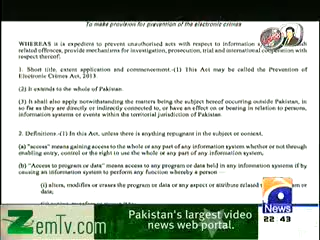 To make provision for prevention of the electronic crimes
WHEREAS it is expedient to prevent unauthorised acts with respect to information systems
related offences, provide mechanisms for investigation, prosecution, trial and international cooperation with
respect thereof;
1. Short title, extent application and commencement.-(1) This Act may be called the Prevention of
Electronic Crimes Act, 2013
(2) It extends to the whole of Pakistan.
(3) It shall also apply notwithstanding the matters being the subject hereof occurring outside Pakistan, in
so far as they are directly or indirectly connected to, or have an effect on or bearing in relation to persons,
information systems or events within the territorial jurisdiction of Pakistan
2. Definitions.-(1) In this Act, unless there is anything repugnant in the subject or context,
(a) "access" means gaining access to the whole or any part of any information system whether or not through
enabling entry, control or the right to use the whole or any part of any information system,
(b) "Access to program or data" means access to any program or data held in any information systems if by
causing an information system to perform any function whereby a person
(i) alters, modifies or erases the program or data or any aspect or attribute related
data;
ZemTV.com
Pakistan's largest video
news web portal.
GEO
NEWS
22 43